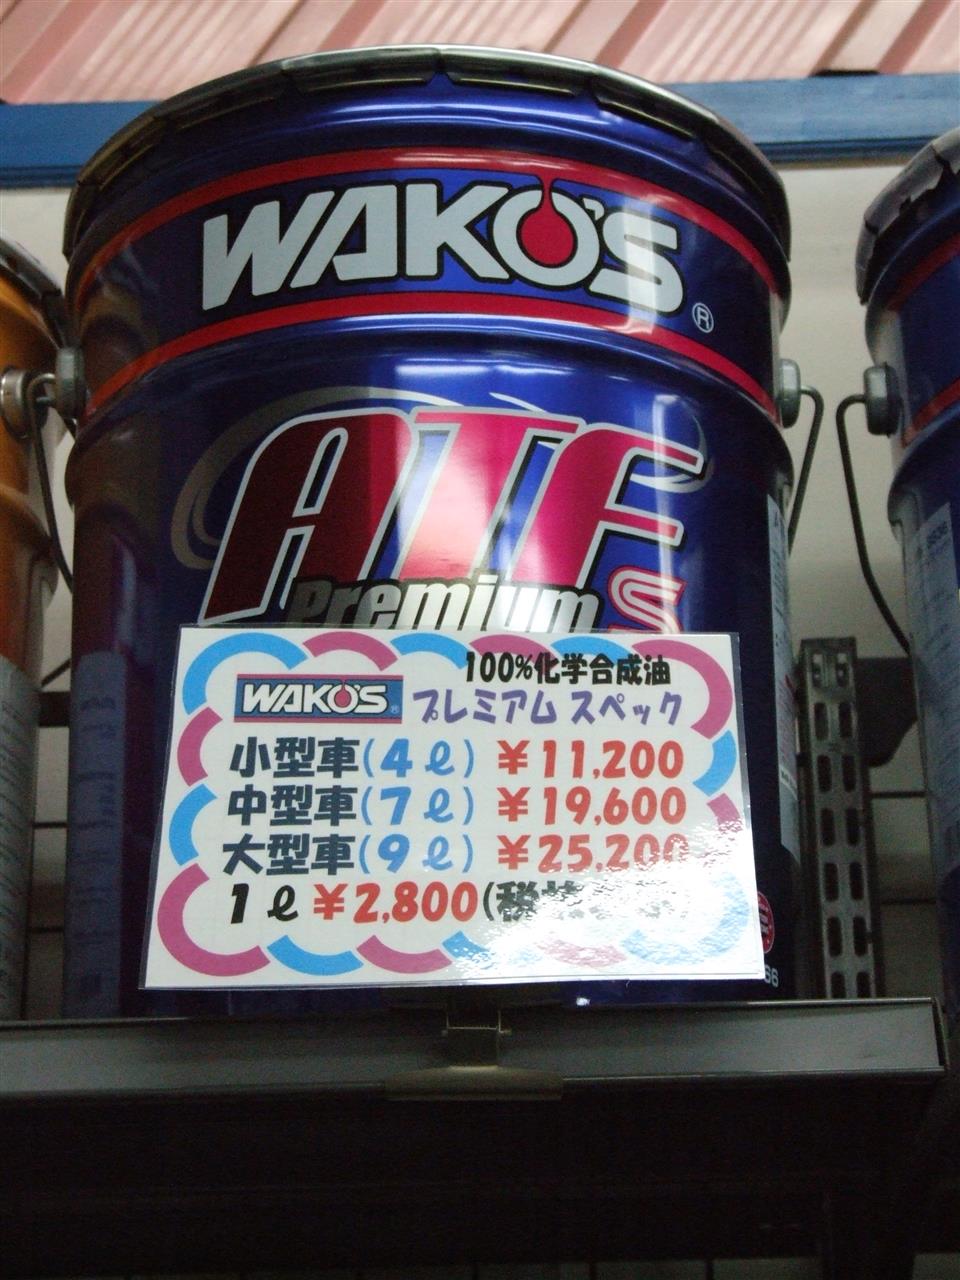 WAKO'S®
ATF
Premium S
100%化学合成油
WAKO'S® プレミアム スペック
小型車(4ℓ) ￥11,200
中型車(7ℓ) ￥19,600
大型車(9ℓ) ￥25,200
1ℓ ￥2,800(税
66